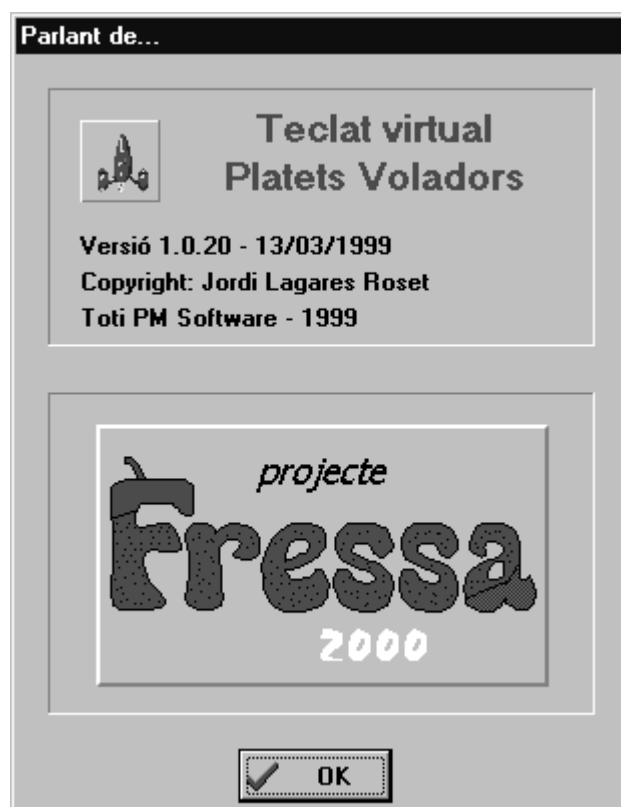 Parlant de...
Teclat virtual
Platets Voladors
Versió 1.0.20 - 13/03/1999
Copyright: Jordi Lagares Roset
Toti PM Software - 1999
projecte
Fressa
2000
OK